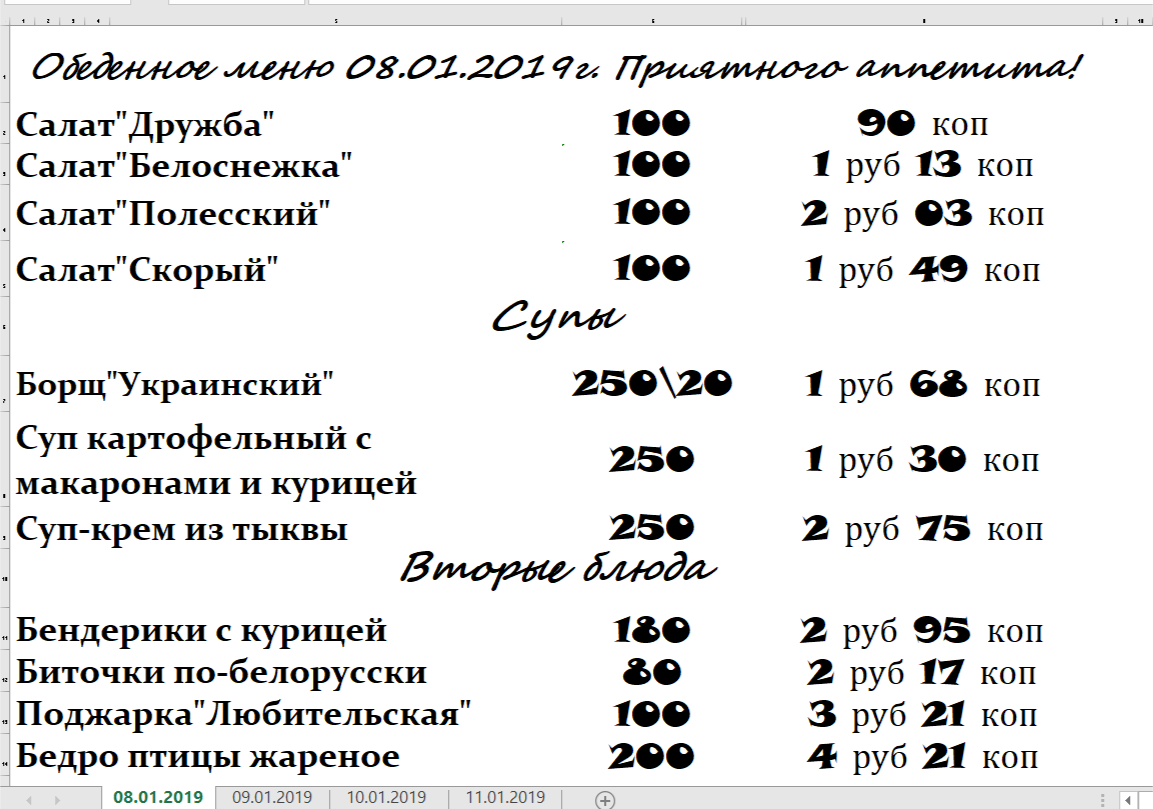 Обеденное меню 08.01.2019г. Приятного аппетита!
Салат"Дружба" 100 90 коп
Салат"Белоснежка" 100 1 руб 13 коп
Салат"Полесский" 100 2 руб 03 коп
Салат"Скорый" 100 1 руб 49 коп
Супы
Борщ"Украинский" 250\20 1 руб 68 коп
Суп картофельный с
макаронами и курицей 250 1 руб 30 коп
Суп-крем из тыквы 250 2 руб 75 коп
Вторые блюда
Бендерики с курицей 180 2 руб 95 коп
Биточки по-белорусски 80 2 руб 17 коп
Поджарка"Любительская" 100 3 руб 21 коп
Бедро птицы жареное 200 4 руб 21 коп
08.01.2019 09.01.2019 10.01.2019 11.01.2019